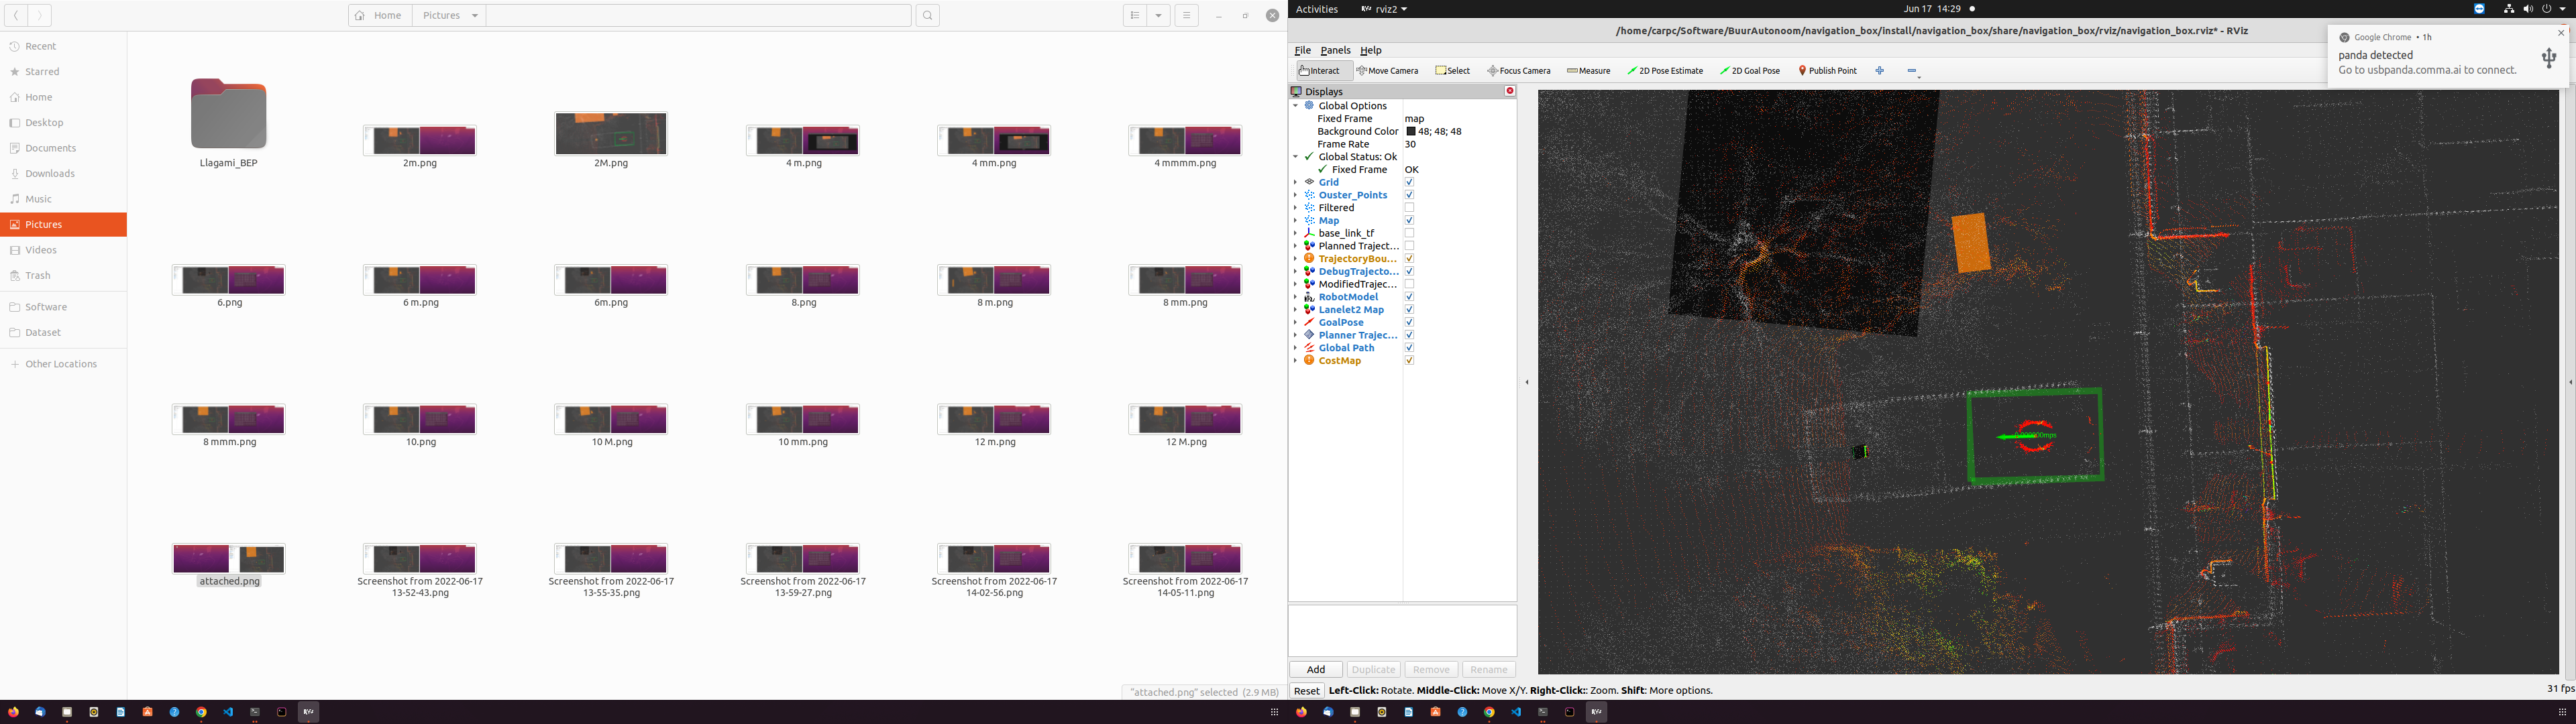 Home
Pictures
Recent
Starred
Home
Desktop
Documents
Downloads
Music
Pictures
Videos
Trash
Software
Dataset
Other Locations
Llagami_BEP
2m.png
2M.png
4 m.png
4 mm.png
4 mmmm.png
6.png
6 m.png
6m.png
8.png
8 m.png
8 mm.png
8 mmm.png
10.png
10 M.png
10 mm.png
12 m.png
12 M.png
attached.png
Screenshot from 2022-06-17
13-52-43.png
Screenshot from 2022-06-17
13-55-35.png
Screenshot from 2022-06-17
13-59-27.png
Screenshot from 2022-06-17
14-02-56.png
Screenshot from 2022-06-17
14-05-11.png
"attached.png" selected (2.9 MB)
Activities
rviz2
Jun 17 14:29
/home/carpc/Software/BuurAutonoom/navigation_box/install/navigation_box/share/navigation_box/rviz/navigation_box.rviz* - RViz
File Panels Help
Interact Move Camera Select Focus Camera Measure 2D Pose Estimate 2D Goal Pose Publish Point
Google Chrome • 1h
panda detected
Go to usbpanda.comma.ai to connect.
Displays
Global Options
Fixed Frame map
Background Color 48; 48; 48
Frame Rate 30
Global Status: Ok
Fixed Frame OK
Grid
Ouster_Points
Filtered
Map
base_link_tf
Planned Traject...
TrajectoryBou...
DebugTrajecto...
ModifiedTrajec...
RobotModel
Lanelet2 Map
GoalPose
Planner Trajec...
Global Path
CostMap
Add Duplicate Remove Rename
Reset Left-Click: Rotate. Middle-Click: Move X/Y. Right-Click:: Zoom. Shift: More options.
31 fps